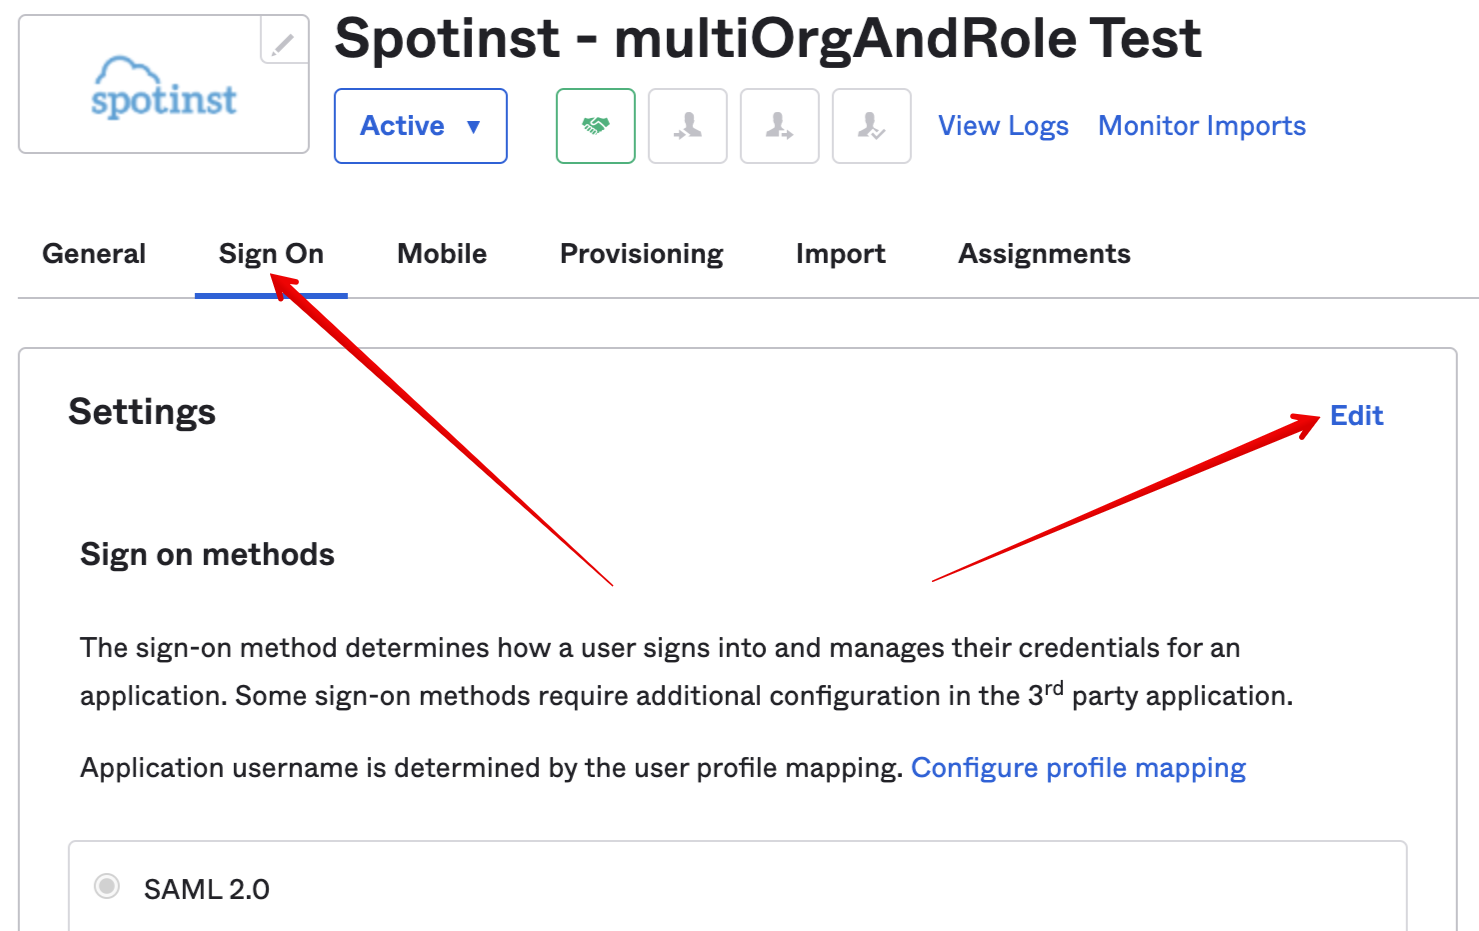 spotinst
Spotinst - multiOrgAndRole Test
Active ▼
View Logs
Monitor Imports
General
Sign On
Mobile
Provisioning
Import
Assignments
Settings
Edit
Sign on methods
The sign-on method determines how a user signs into and manages their credentials for an
application. Some sign-on methods require additional configuration in the 3rd party application.
Application username is determined by the user profile mapping. Configure profile mapping
SAML 2.0